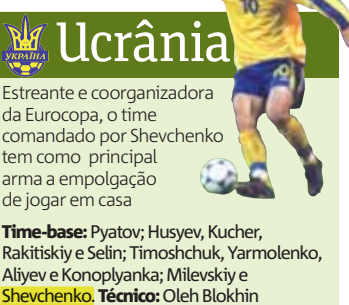 УКРАЇНА
Ucrânia
Estreante e coorganizadora
da Eurocopa, o time
comandado por Shevchenko
tem como principal
arma a empolgação
de jogar em casa
Time-base: Pyatov; Husyev, Kucher,
Rakitiskiy e Selin; Timoshchuk, Yarmolenko,
Aliyev e Konoplyanka; Milevskiy e
Shevchenko. Técnico: Oleh Blokhin